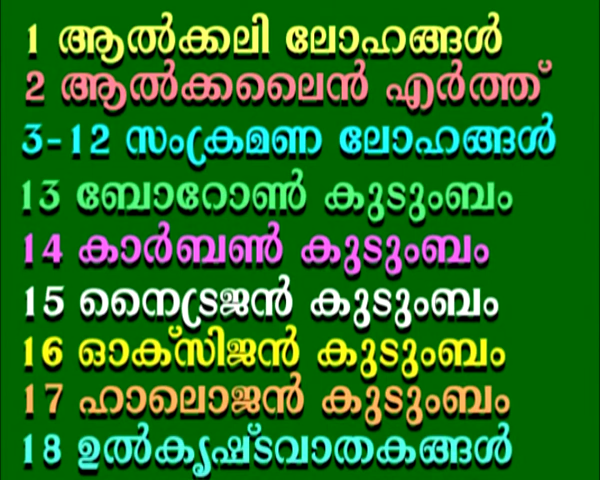 1 ആൽക്കലി ലോഹങ്ങൾ
2 ആൽക്കലൈൻ എർത്ത്
3-12 സംക്രമണ ലോഹങ്ങൾ
13 ബോറോൺ കുടുംബം
14 കാർബൺ കുടുംബം
15 നൈട്രജൻ കുടുംബം
16 ഓക്സിജൻ കുടുംബം
17 ഹാലൊജൻ കുടുംബം
18 ഉൽകൃഷ്ടവാതകങ്ങൾ